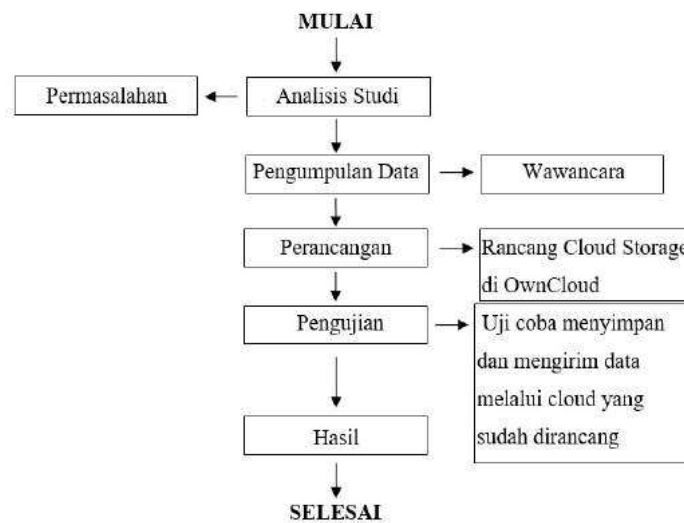 MULAI
Permasalahan
Analisis Studi
Pengumpulan Data
Wawancara
Perancangan
Rancang Cloud Storage
di OwnCloud
Pengujian
Uji coba menyimpan
dan mengirim data
melalui cloud yang
sudah dirancang
Hasil
SELESAI